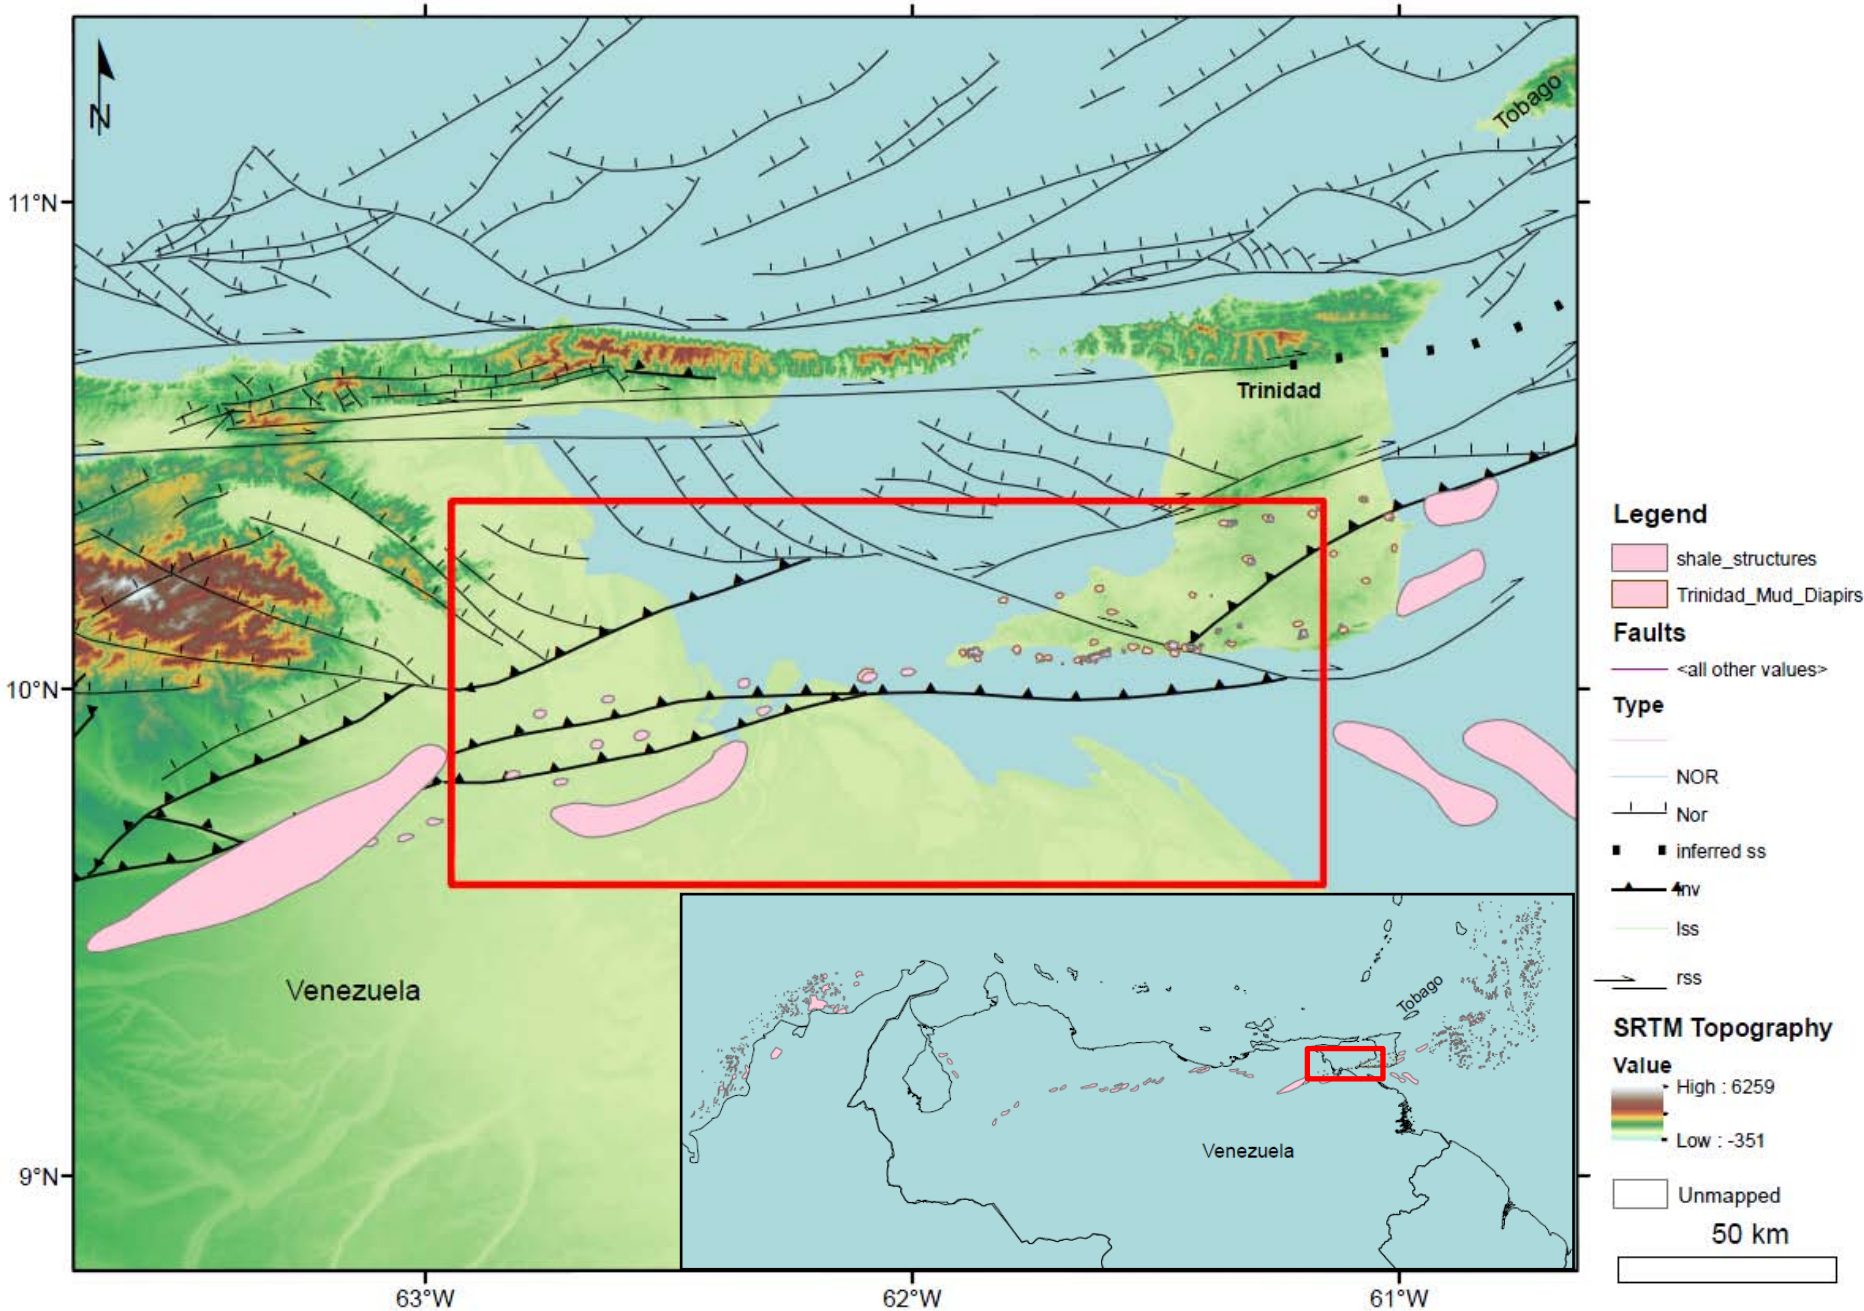 N
Tobago
11°N
Trinidad
10°N
Venezuela
9°N
63°W
62°W
61°W
Tobago
Venezuela
Legend
shale_structures
Trinidad_Mud_Diapirs
Faults
<all other values>
Type
NOR
Nor
inferred ss
Inv
lss
rss
SRTM Topography
Value
High : 6259
Low : -351
Unmapped
50 km